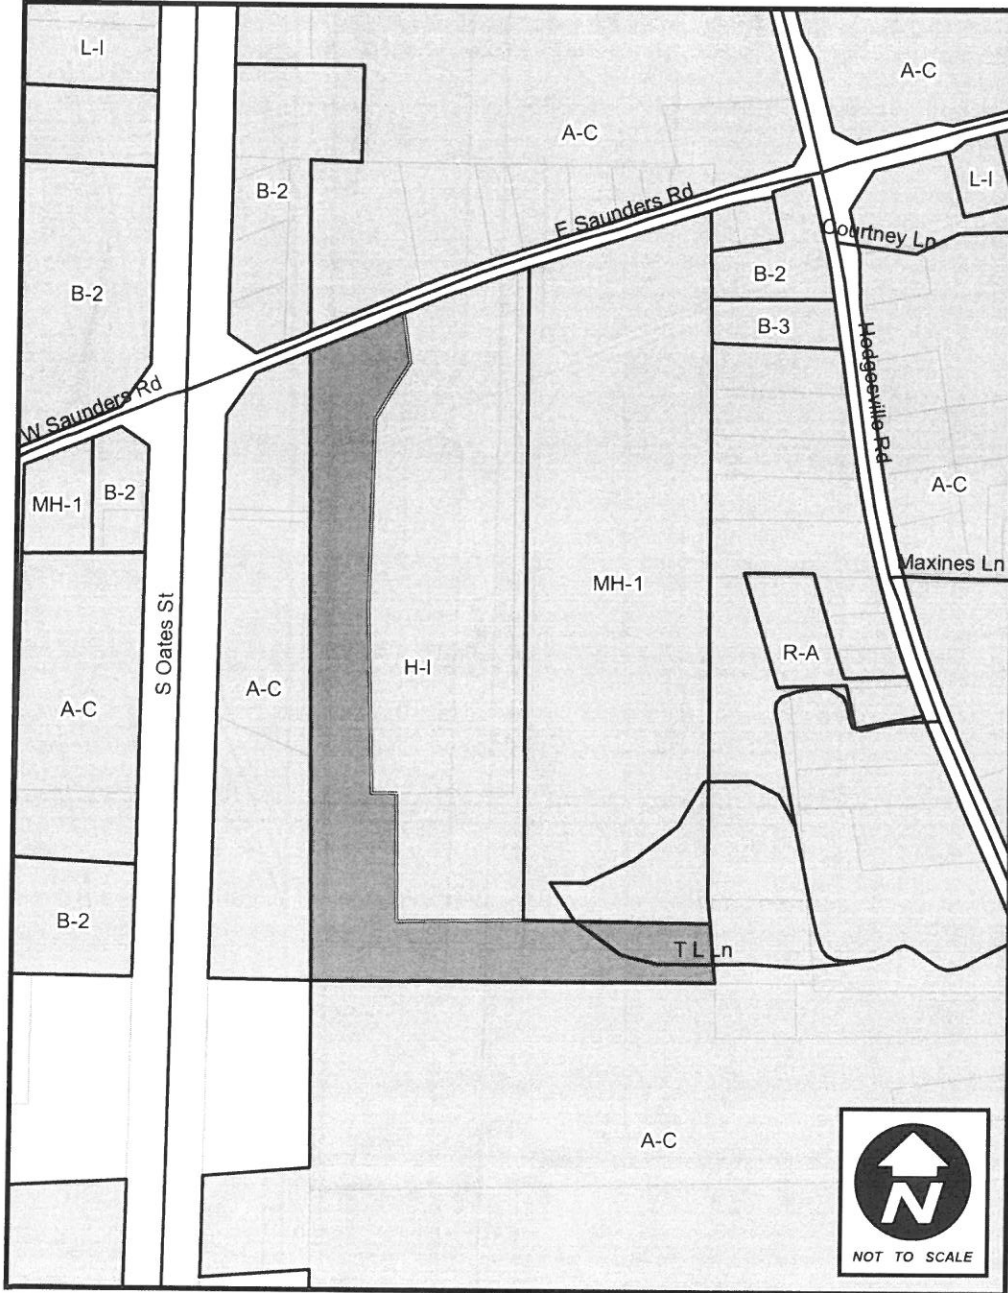 L-I
A-C
A-C
L-I
B-2
E Saunders Rd
Courtney Ln
B-2
B-2
B-3
Hodgesville Rd
W Saunders Rd
MH-1
B-2
A-C
Maxines Ln
MH-1
S Oates St
R-A
H-I
A-C
A-C
B-2
T L Ln
A-C
N
NOT TO SCALE